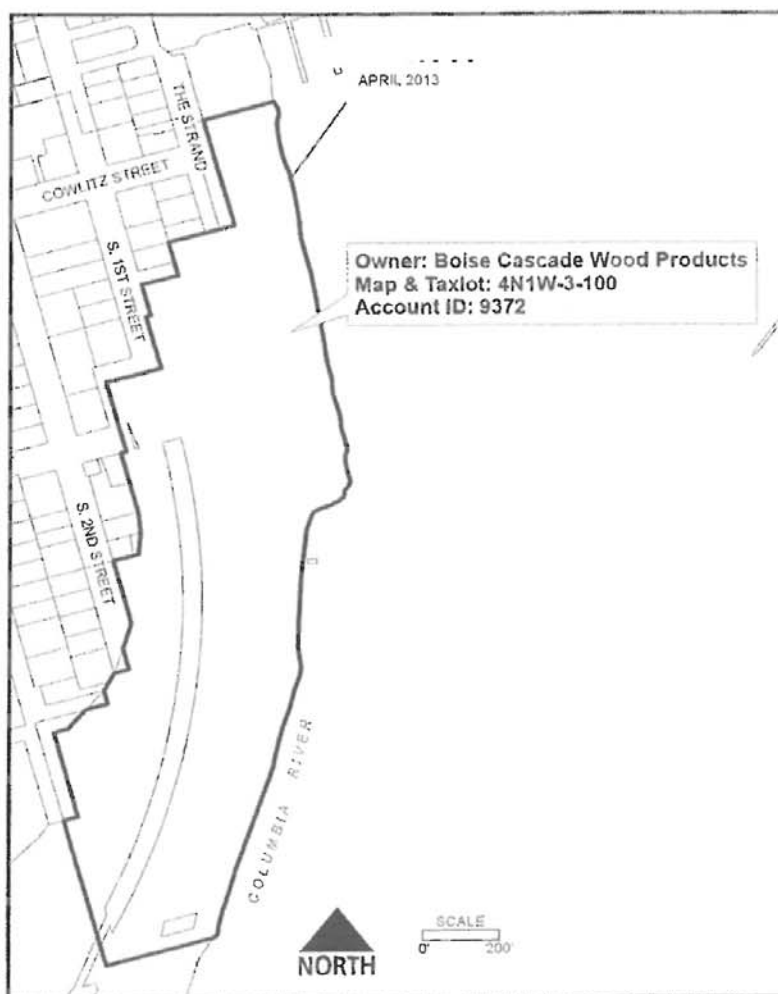 APRIL 2013
THE STRAND
COWLITZ STREET
S. 1ST STREET
Owner: Boise Cascade Wood Products
Map & Taxlot: 4N1W-3-100
Account ID: 9372
S. 2ND STREET
COLUMBIA RIVER
NORTH
SCALE
0' 200'